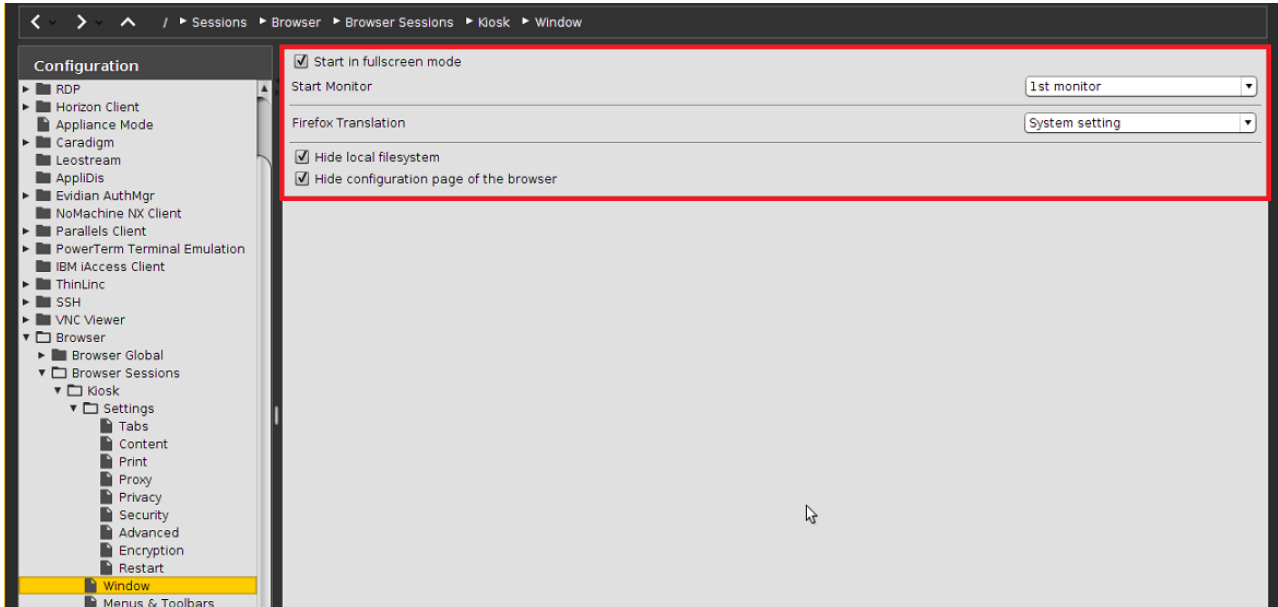 / Sessions Browser Browser Sessions Kiosk Window
Configuration
RDP
Horizon Client
Appliance Mode
Caradigm
Leostream
AppliDis
Evidian AuthMgr
NoMachine NX Client
Parallels Client
PowerTerm Terminal Emulation
IBM iAccess Client
ThinLinc
SSH
VNC Viewer
Browser
Browser Global
Browser Sessions
Kiosk
Settings
Tabs
Content
Print
Proxy
Privacy
Security
Advanced
Encryption
Restart
Window
Menus & Toolbars
Start in fullscreen mode
Start Monitor 1st monitor
Firefox Translation System setting
Hide local filesystem
Hide configuration page of the browser